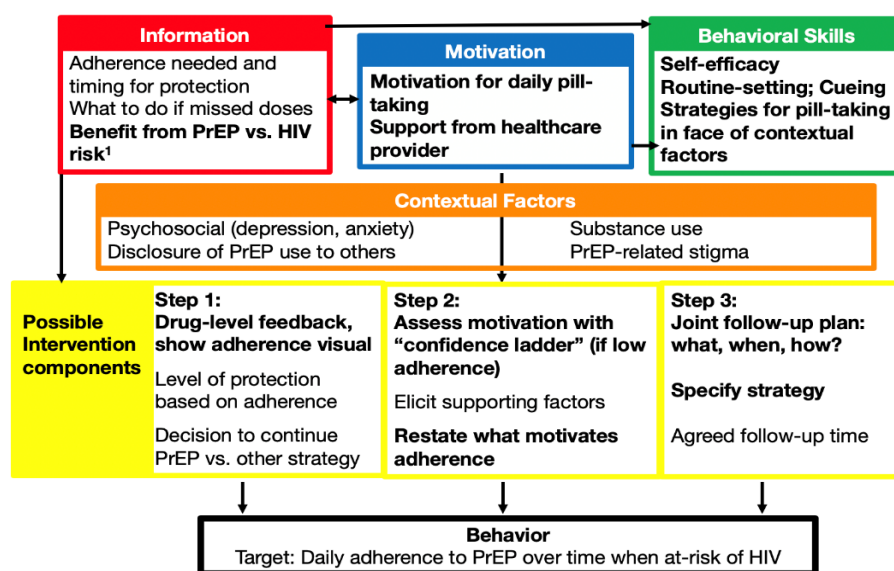 Information
Adherence needed and
timing for protection
What to do if missed doses
Benefit from PrEP vs. HIV
risk¹
Motivation
Motivation for daily pill-
taking
Support from healthcare
provider
Behavioral Skills
Self-efficacy
Routine-setting; Cueing
Strategies for pill-taking
in face of contextual
factors
Contextual Factors
Psychosocial (depression, anxiety)
Disclosure of PrEP use to others
Substance use
PrEP-related stigma
Possible
Intervention
components
Step 1:
Drug-level feedback,
show adherence visual
Level of protection
based on adherence
Decision to continue
PrEP vs. other strategy
Step 2:
Assess motivation with
“confidence ladder” (if low
adherence)
Elicit supporting factors
Restate what motivates
adherence
Step 3:
Joint follow-up plan:
what, when, how?
Specify strategy
Agreed follow-up time
Behavior
Target: Daily adherence to PrEP over time when at-risk of HIV